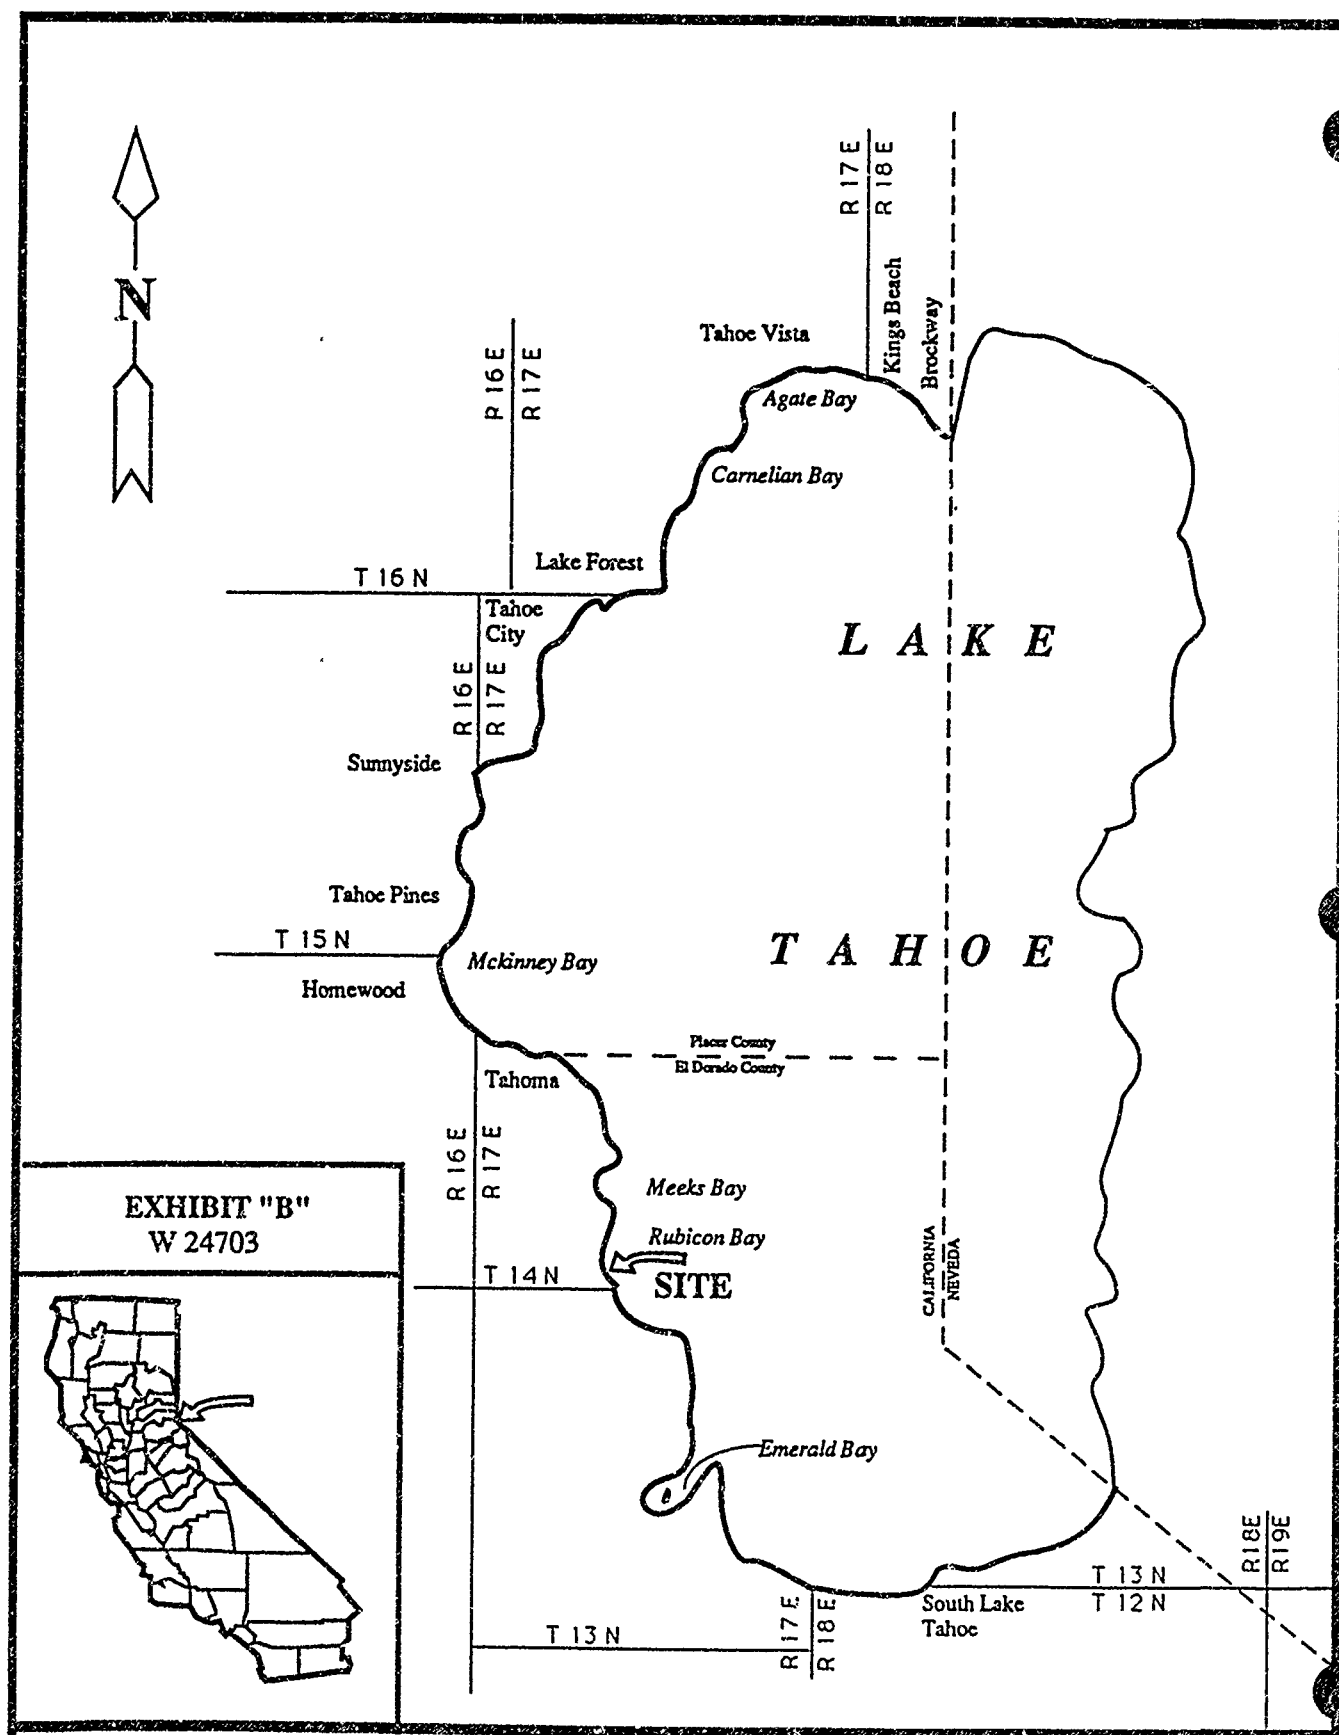 R 17 E
R 18 E
Kings Beach
Brockway
N
Tahoe Vista
R 16 E
R 17 E
Agate Bay
Carnelian Bay
Lake Forest
T 16 N
Tahoe
City
L A K E
R 16 E
R 17 E
Sunnyside
Tahoe Pines
T 15 N
T A H O E
Mckinney Bay
Homewood
Placer County
El Dorado County
Tahoma
R 16 E
R 17 E
Meeks Bay
EXHIBIT "B"
W 24703
Rubicon Bay
CALIFORNIA
NEVEDA
T 14 N
SITE
Emerald Bay
R 18 E
R 19 E
T 13 N
T 12 N
South Lake
Tahoe
R 17 E
R 18 E
T 13 N